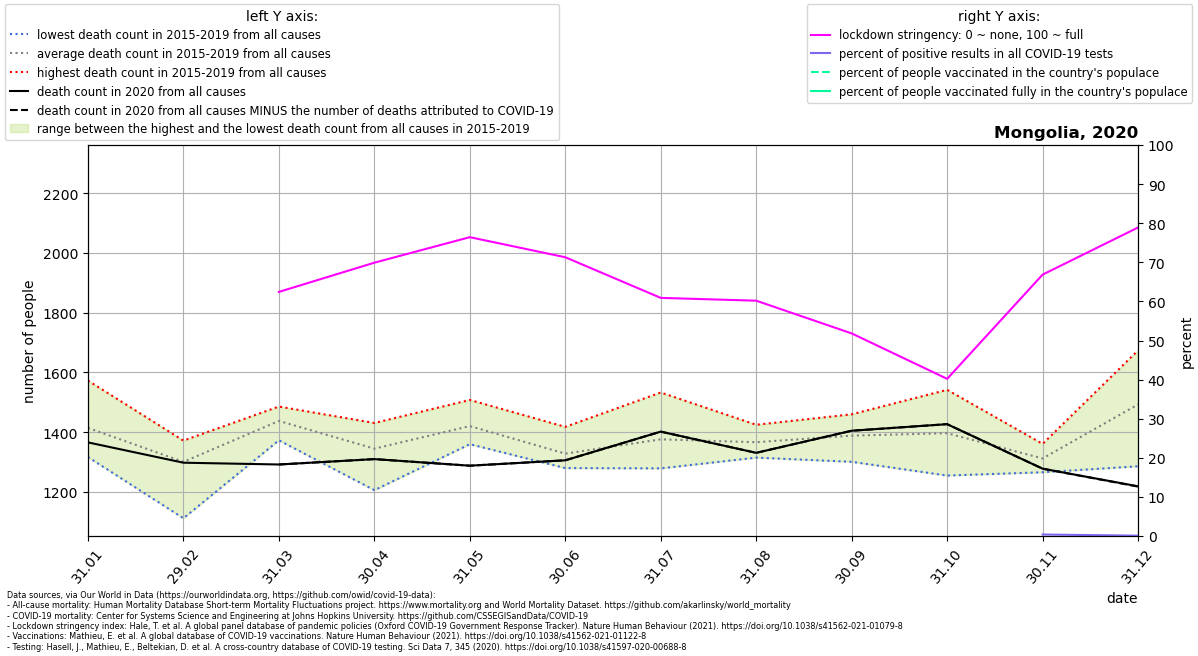 left Y axis:
lowest death count in 2015-2019 from all causes
average death count in 2015-2019 from all causes
highest death count in 2015-2019 from all causes
death count in 2020 from all causes
death count in 2020 from all causes MINUS the number of deaths attributed to COVID-19
range between the highest and the lowest death count from all causes in 2015-2019
right Y axis:
lockdown stringency: 0 ~ none, 100 ~ full
percent of positive results in all COVID-19 tests
percent of people vaccinated in the country's populace
percent of people vaccinated fully in the country's populace
Mongolia, 2020
number of people
2200
2000
1800
1600
1400
1200
100
90
80
70
60
50
40
30
20
10
0
percent
31.01
29.02
31.03
30.04
31.05
30.06
31.07
31.08
30.09
31.10
30.11
31.12
date
Data sources, via Our World in Data (https://ourworldindata.org, https://github.com/owid/covid-19-data):
- All-cause mortality: Human Mortality Database Short-term Mortality Fluctuations project. https://www.mortality.org and World Mortality Dataset. https://github.com/akarlinsky/world_mortality
- COVID-19 mortality: Center for Systems Science and Engineering at Johns Hopkins University. https://github.com/CSSEGISandData/COVID-19
- Lockdown stringency index: Hale, T. et al. A global panel database of pandemic policies (Oxford COVID-19 Government Response Tracker). Nature Human Behaviour (2021). https://doi.org/10.1038/s41562-021-01079-8
- Vaccinations: Mathieu, E. et al. A global database of COVID-19 vaccinations. Nature Human Behaviour (2021). https://doi.org/10.1038/s41562-021-01122-8
- Testing: Hasell, J., Mathieu, E., Beltekian, D. et al. A cross-country database of COVID-19 testing. Sci Data 7, 345 (2020). https://doi.org/10.1038/s41597-020-00688-8